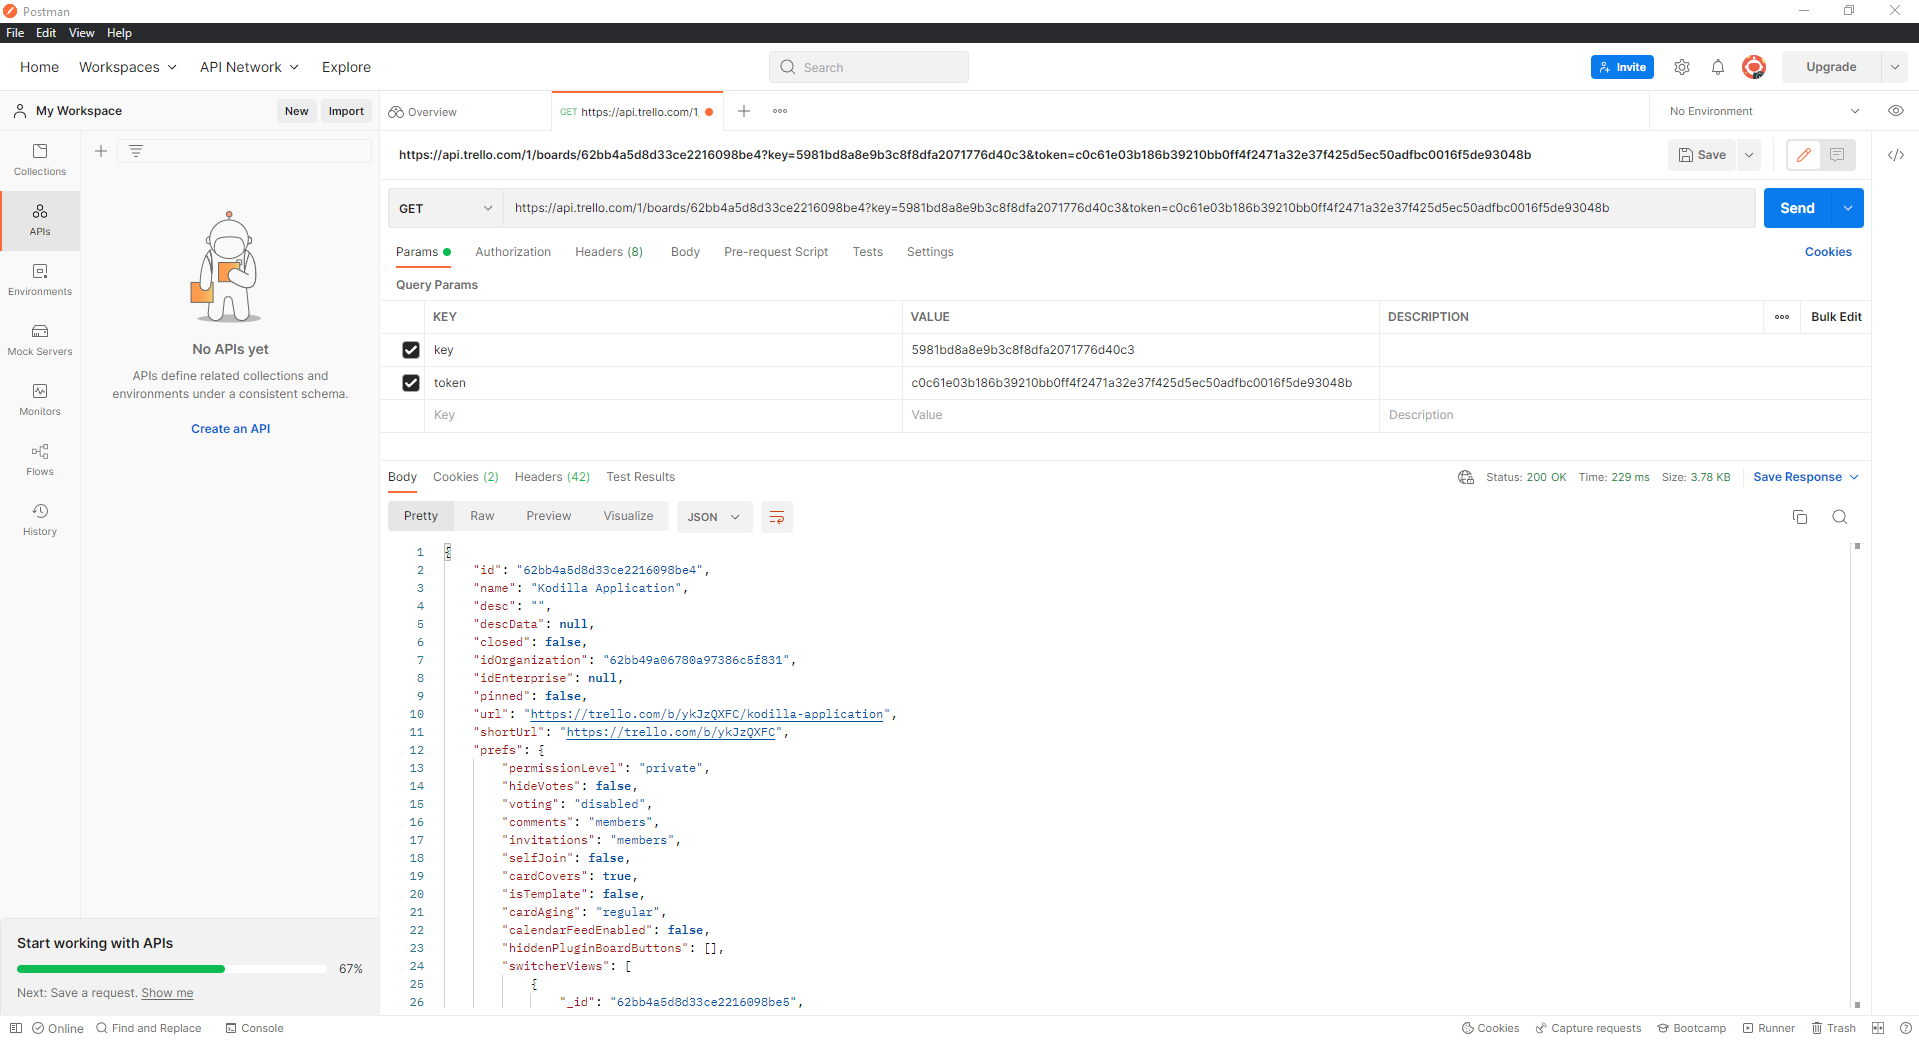 Postman
File Edit View Help
Home Workspaces API Network Explore Search Invite Upgrade
My Workspace New Import
Overview GET https://api.trello.com/1, No Environment
Collections
APIs
Environments
Mock Servers
Monitors
Flows
History
No APIs yet
APIs define related collections and
environments under a consistent schema.
Create an API
Start working with APIs
67%
Next: Save a request. Show me
https://api.trello.com/1/boards/62bb4a5d8d33ce2216098be4?key=5981bd8a8e9b3c8f8dfa2071776d40c3&token=c0c61e03b186b39210bb0ff4f2471a32e37f425d5ec50adfbc0016f5de93048b Save
GET https://api.trello.com/1/boards/62bb4a5d8d33ce2216098be4?key=5981bd8a8e9b3c8f8dfa2071776d40c3&token=c0c61e03b186b39210bb0ff4f2471a32e37f425d5ec50adfbc0016f5de93048b Send
Params Authorization Headers (8) Body Pre-request Script Tests Settings Cookies
Query Params
KEY VALUE DESCRIPTION Bulk Edit
key 5981bd8a8e9b3c8f8dfa2071776d40c3
token c0c61e03b186b39210bb0ff4f2471a32e37f425d5ec50adfbc0016f5de93048b
Key Value Description
Body Cookies (2) Headers (42) Test Results Status: 200 OK Time: 229 ms Size: 3.78 KB Save Response
Pretty Raw Preview Visualize JSON
1 {
2 "id": "62bb4a5d8d33ce2216098be4",
3 "name": "Kodilla Application",
4 "desc": "",
5 "descData": null,
6 "closed": false,
7 "idOrganization": "62bb49a06780a97386c5f831",
8 "idEnterprise": null,
9 "pinned": false,
10 "url": "https://trello.com/b/ykJzQXFC/kodilla-application",
11 "shortUrl": "https://trello.com/b/ykJzQXFC",
12 "prefs": {
13 "permissionLevel": "private",
14 "hideVotes": false,
15 "voting": "disabled",
16 "comments": "members",
17 "invitations": "members",
18 "selfJoin": false,
19 "cardCovers": true,
20 "isTemplate": false,
21 "cardAging": "regular",
22 "calendarFeedEnabled": false,
23 "hiddenPluginBoardButtons": [],
24 "switcherViews": [
25 {
26 "_id": "62bb4a5d8d33ce2216098be5",
Online Find and Replace Console Cookies Capture requests Bootcamp Runner Trash